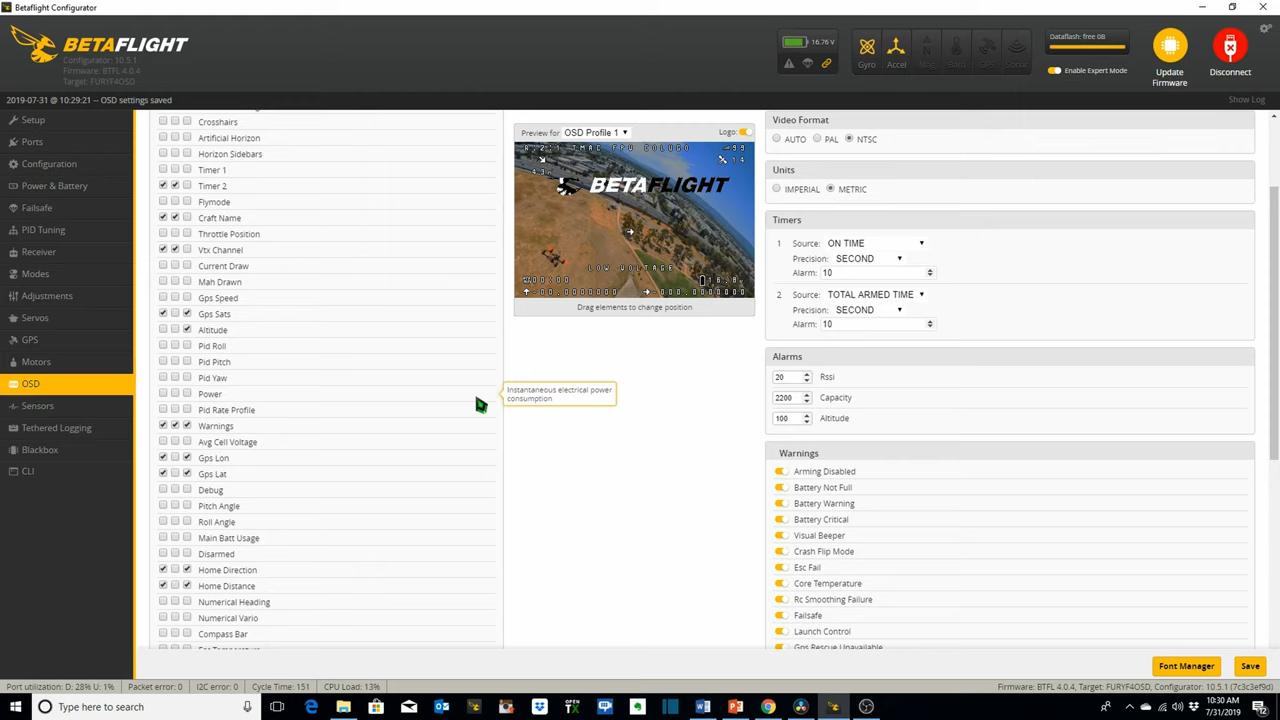 Betaflight Configurator
BETAFLIGHT
Configurator: 10.5.1
Firmware: BTFL 4.0.4
Target: FURYF4OSD
16.76 V
Gyro
Accel
Mag
Baro
GPS
Sonar
Dataflash: free 0B
Enable Expert Mode
Update
Firmware
Disconnect
2019-07-31 @ 10:29:21 -- OSD settings saved
Show Log
Setup
Ports
Configuration
Power & Battery
Failsafe
PID Tuning
Receiver
Modes
Adjustments
Servos
GPS
Motors
OSD
Sensors
Tethered Logging
Blackbox
CLI
Crosshairs
Artificial Horizon
Horizon Sidebars
Timer 1
Timer 2
Flymode
Craft Name
Throttle Position
Vtx Channel
Current Draw
Mah Drawn
Gps Speed
Gps Sats
Altitude
Pid Roll
Pid Pitch
Pid Yaw
Power
Pid Rate Profile
Warnings
Avg Cell Voltage
Gps Lon
Gps Lat
Debug
Pitch Angle
Roll Angle
Main Batt Usage
Disarmed
Home Direction
Home Distance
Numerical Heading
Numerical Vario
Compass Bar
Instantaneous electrical power
consumption
Preview for OSD Profile 1
Logo:
BETAFLIGHT
LOW VOLTAGE
Drag elements to change position
Video Format
AUTO PAL NTSC
Units
IMPERIAL METRIC
Timers
1 Source: ON TIME
Precision: SECOND
Alarm: 10
2 Source: TOTAL ARMED TIME
Precision: SECOND
Alarm: 10
Alarms
20 Rssi
2200 Capacity
100 Altitude
Warnings
Arming Disabled
Battery Not Full
Battery Warning
Battery Critical
Visual Beeper
Crash Flip Mode
Esc Fail
Core Temperature
Rc Smoothing Failure
Failsafe
Launch Control
Gps Rescue Unavailable
Font Manager
Save
Port utilization: D: 28% U: 1%
Packet error: 0
I2C error: 0
Cycle Time: 151
CPU Load: 13%
Firmware: BTFL 4.0.4, Target: FURYF4OSD, Configurator: 10.5.1 (7c3c3ef9d)
Type here to search
10:30 AM
7/31/2019